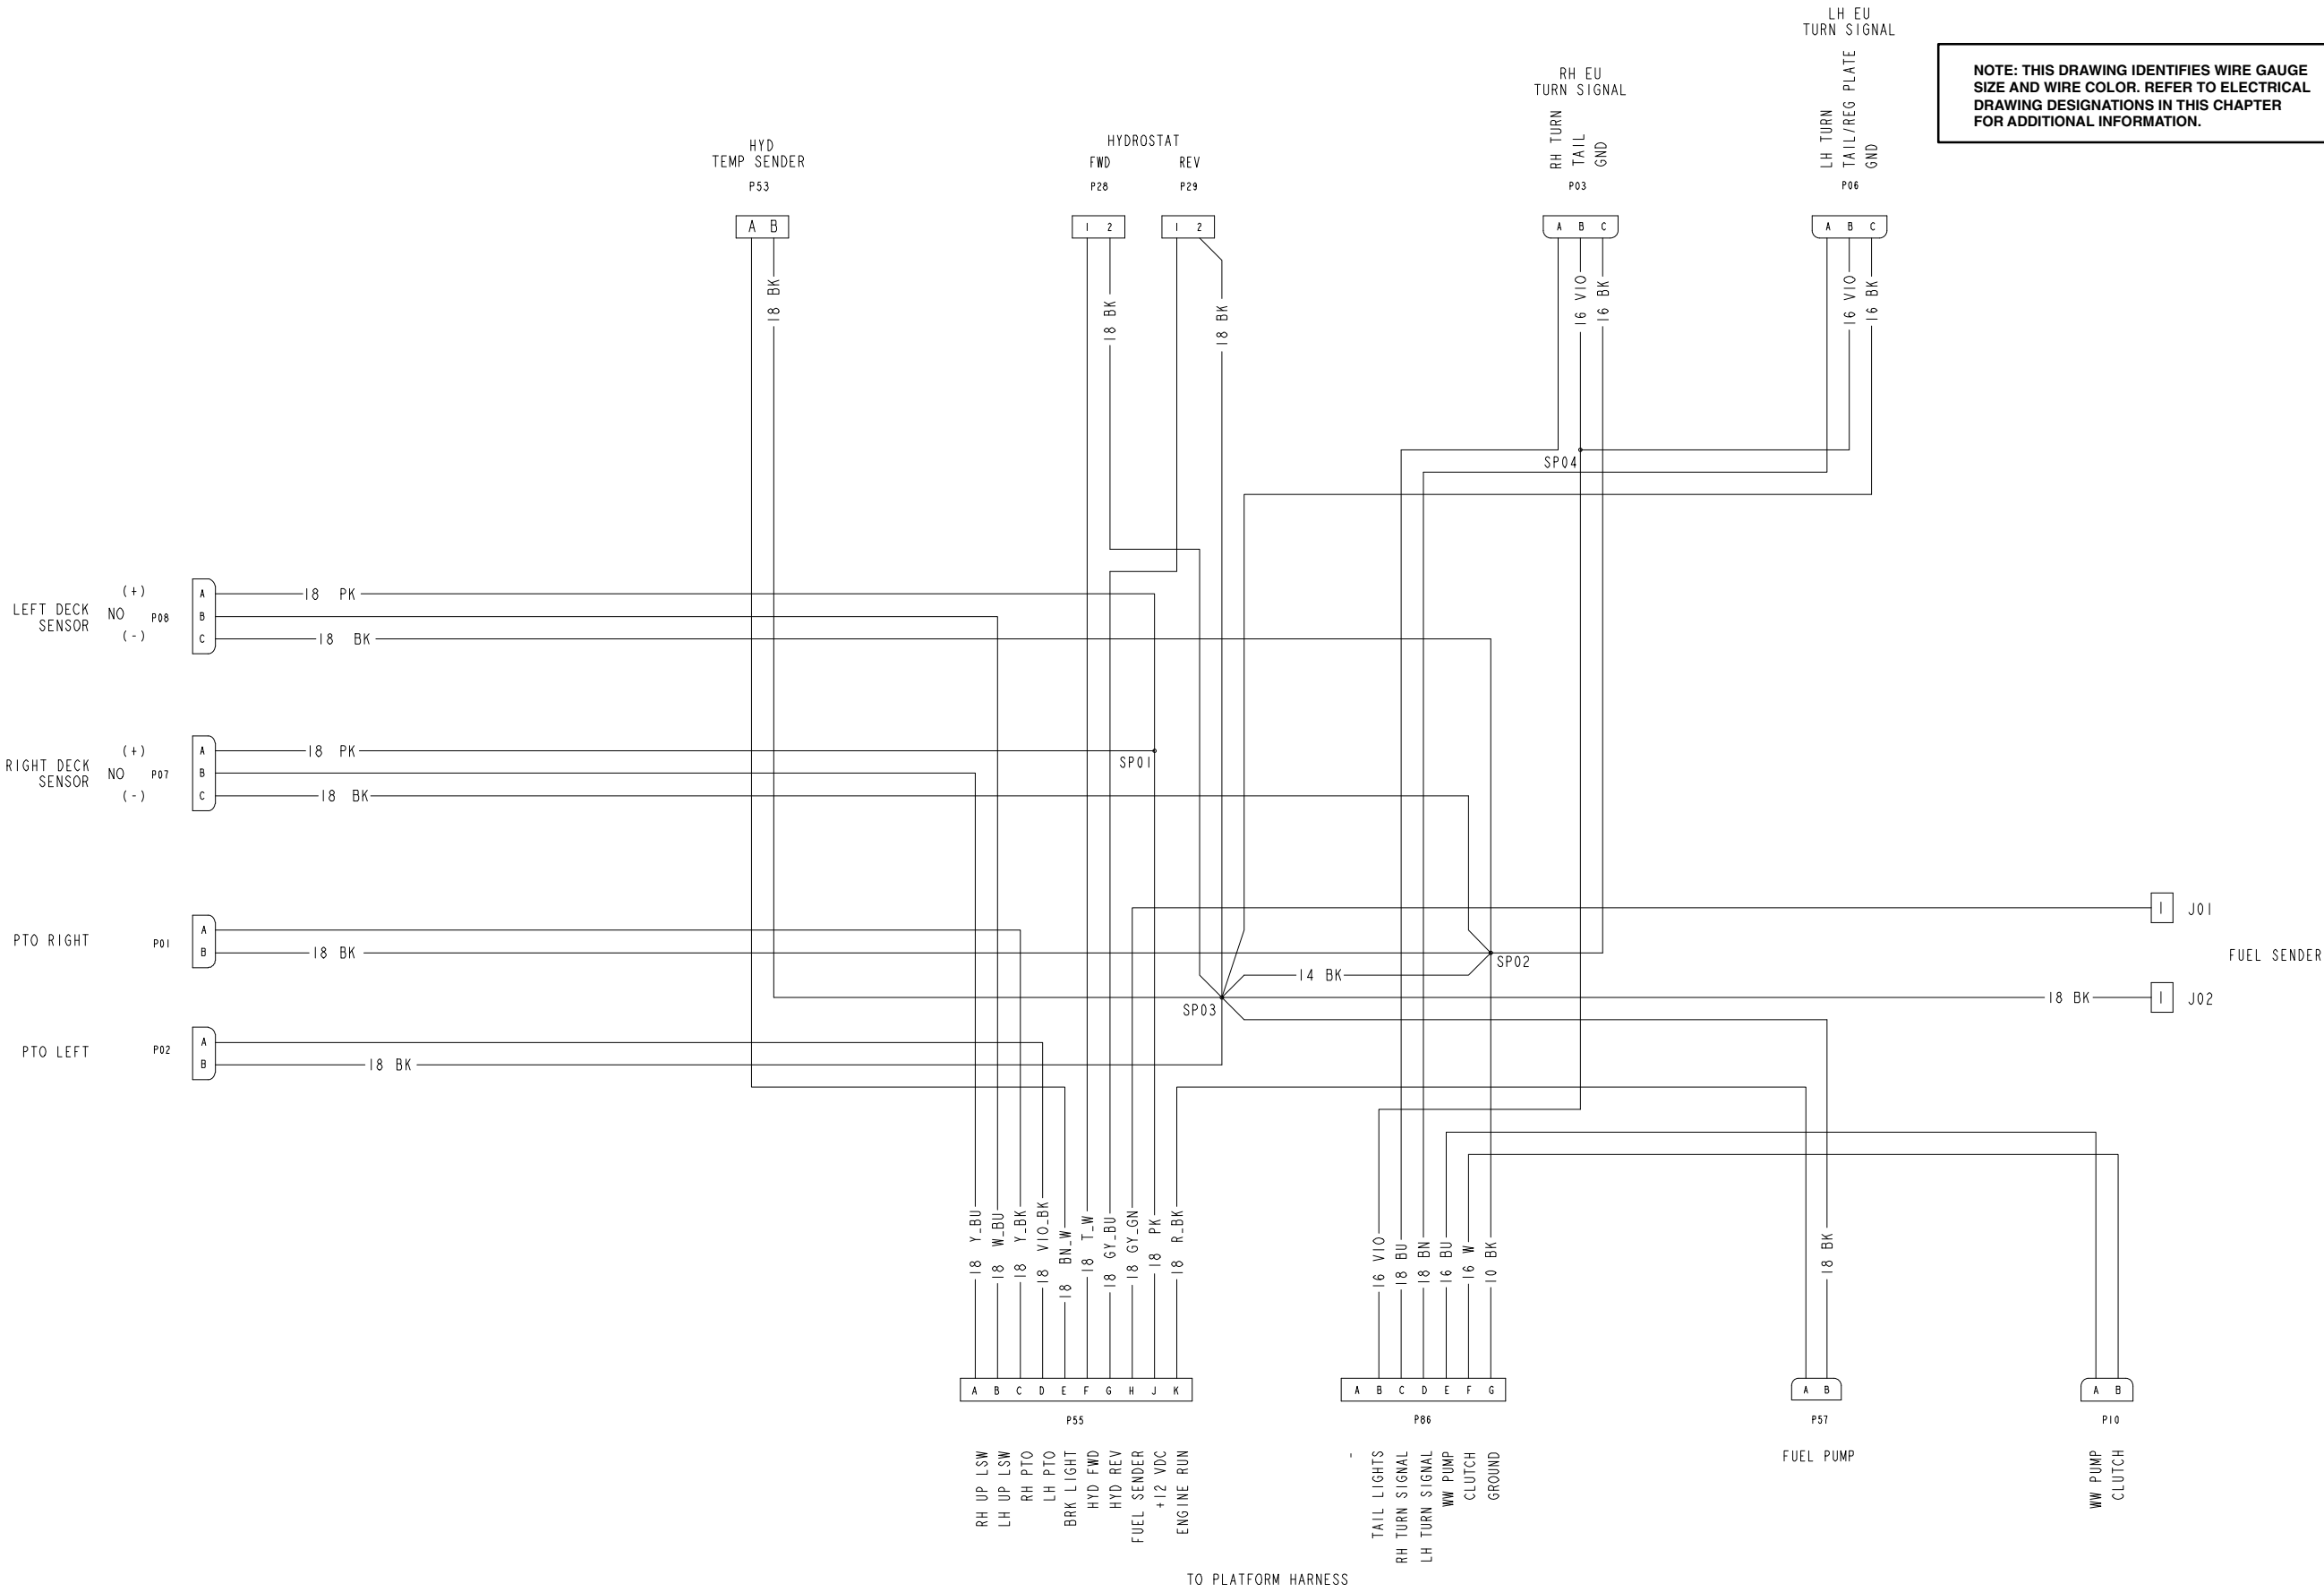 LH EU
TURN SIGNAL
NOTE: THIS DRAWING IDENTIFIES WIRE GAUGE
SIZE AND WIRE COLOR. REFER TO ELECTRICAL
DRAWING DESIGNATIONS IN THIS CHAPTER
FOR ADDITIONAL INFORMATION.
LH TURN
TAIL/REG PLATE
GND
P06
A B C
RH EU
TURN SIGNAL
RH TURN
TAIL
GND
P03
A B C
HYDROSTAT
FWD
P28
1 2
REV
P29
1 2
HYD
TEMP SENDER
P53
A B
18 BK
18 BK
18 BK
16 VIO
16 BK
16 VIO
16 BK
SP04
LEFT DECK
SENSOR
(+)
NO
(-)
P08
A
B
C
18 PK
18 BK
RIGHT DECK
SENSOR
(+)
NO
(-)
P07
A
B
C
18 PK
18 BK
SP01
PTO RIGHT
P01
A
B
18 BK
SP02
14 BK
SP03
1
J01
FUEL SENDER
18 BK
1
J02
PTO LEFT
P02
A
B
18 BK
18 Y_BU
18 W_BU
18 Y_BK
18 VIO_BK
18 BN_W
18 T_W
18 GY_BU
18 GY_GN
18 PK
18 R_BK
16 VIO
18 BU
18 BN
16 BU
16 W
10 BK
18 BK
A B C D E F G H J K
P55
RH UP LSW
LH UP LSW
RH PTO
LH PTO
BRK LIGHT
HYD FWD
HYD REV
FUEL SENDER
+12 VDC
ENGINE RUN
A B C D E F G
P86
-
TAIL LIGHTS
RH TURN SIGNAL
LH TURN SIGNAL
WW PUMP
CLUTCH
GROUND
A B
P57
FUEL PUMP
A B
P10
WW PUMP
CLUTCH
TO PLATFORM HARNESS